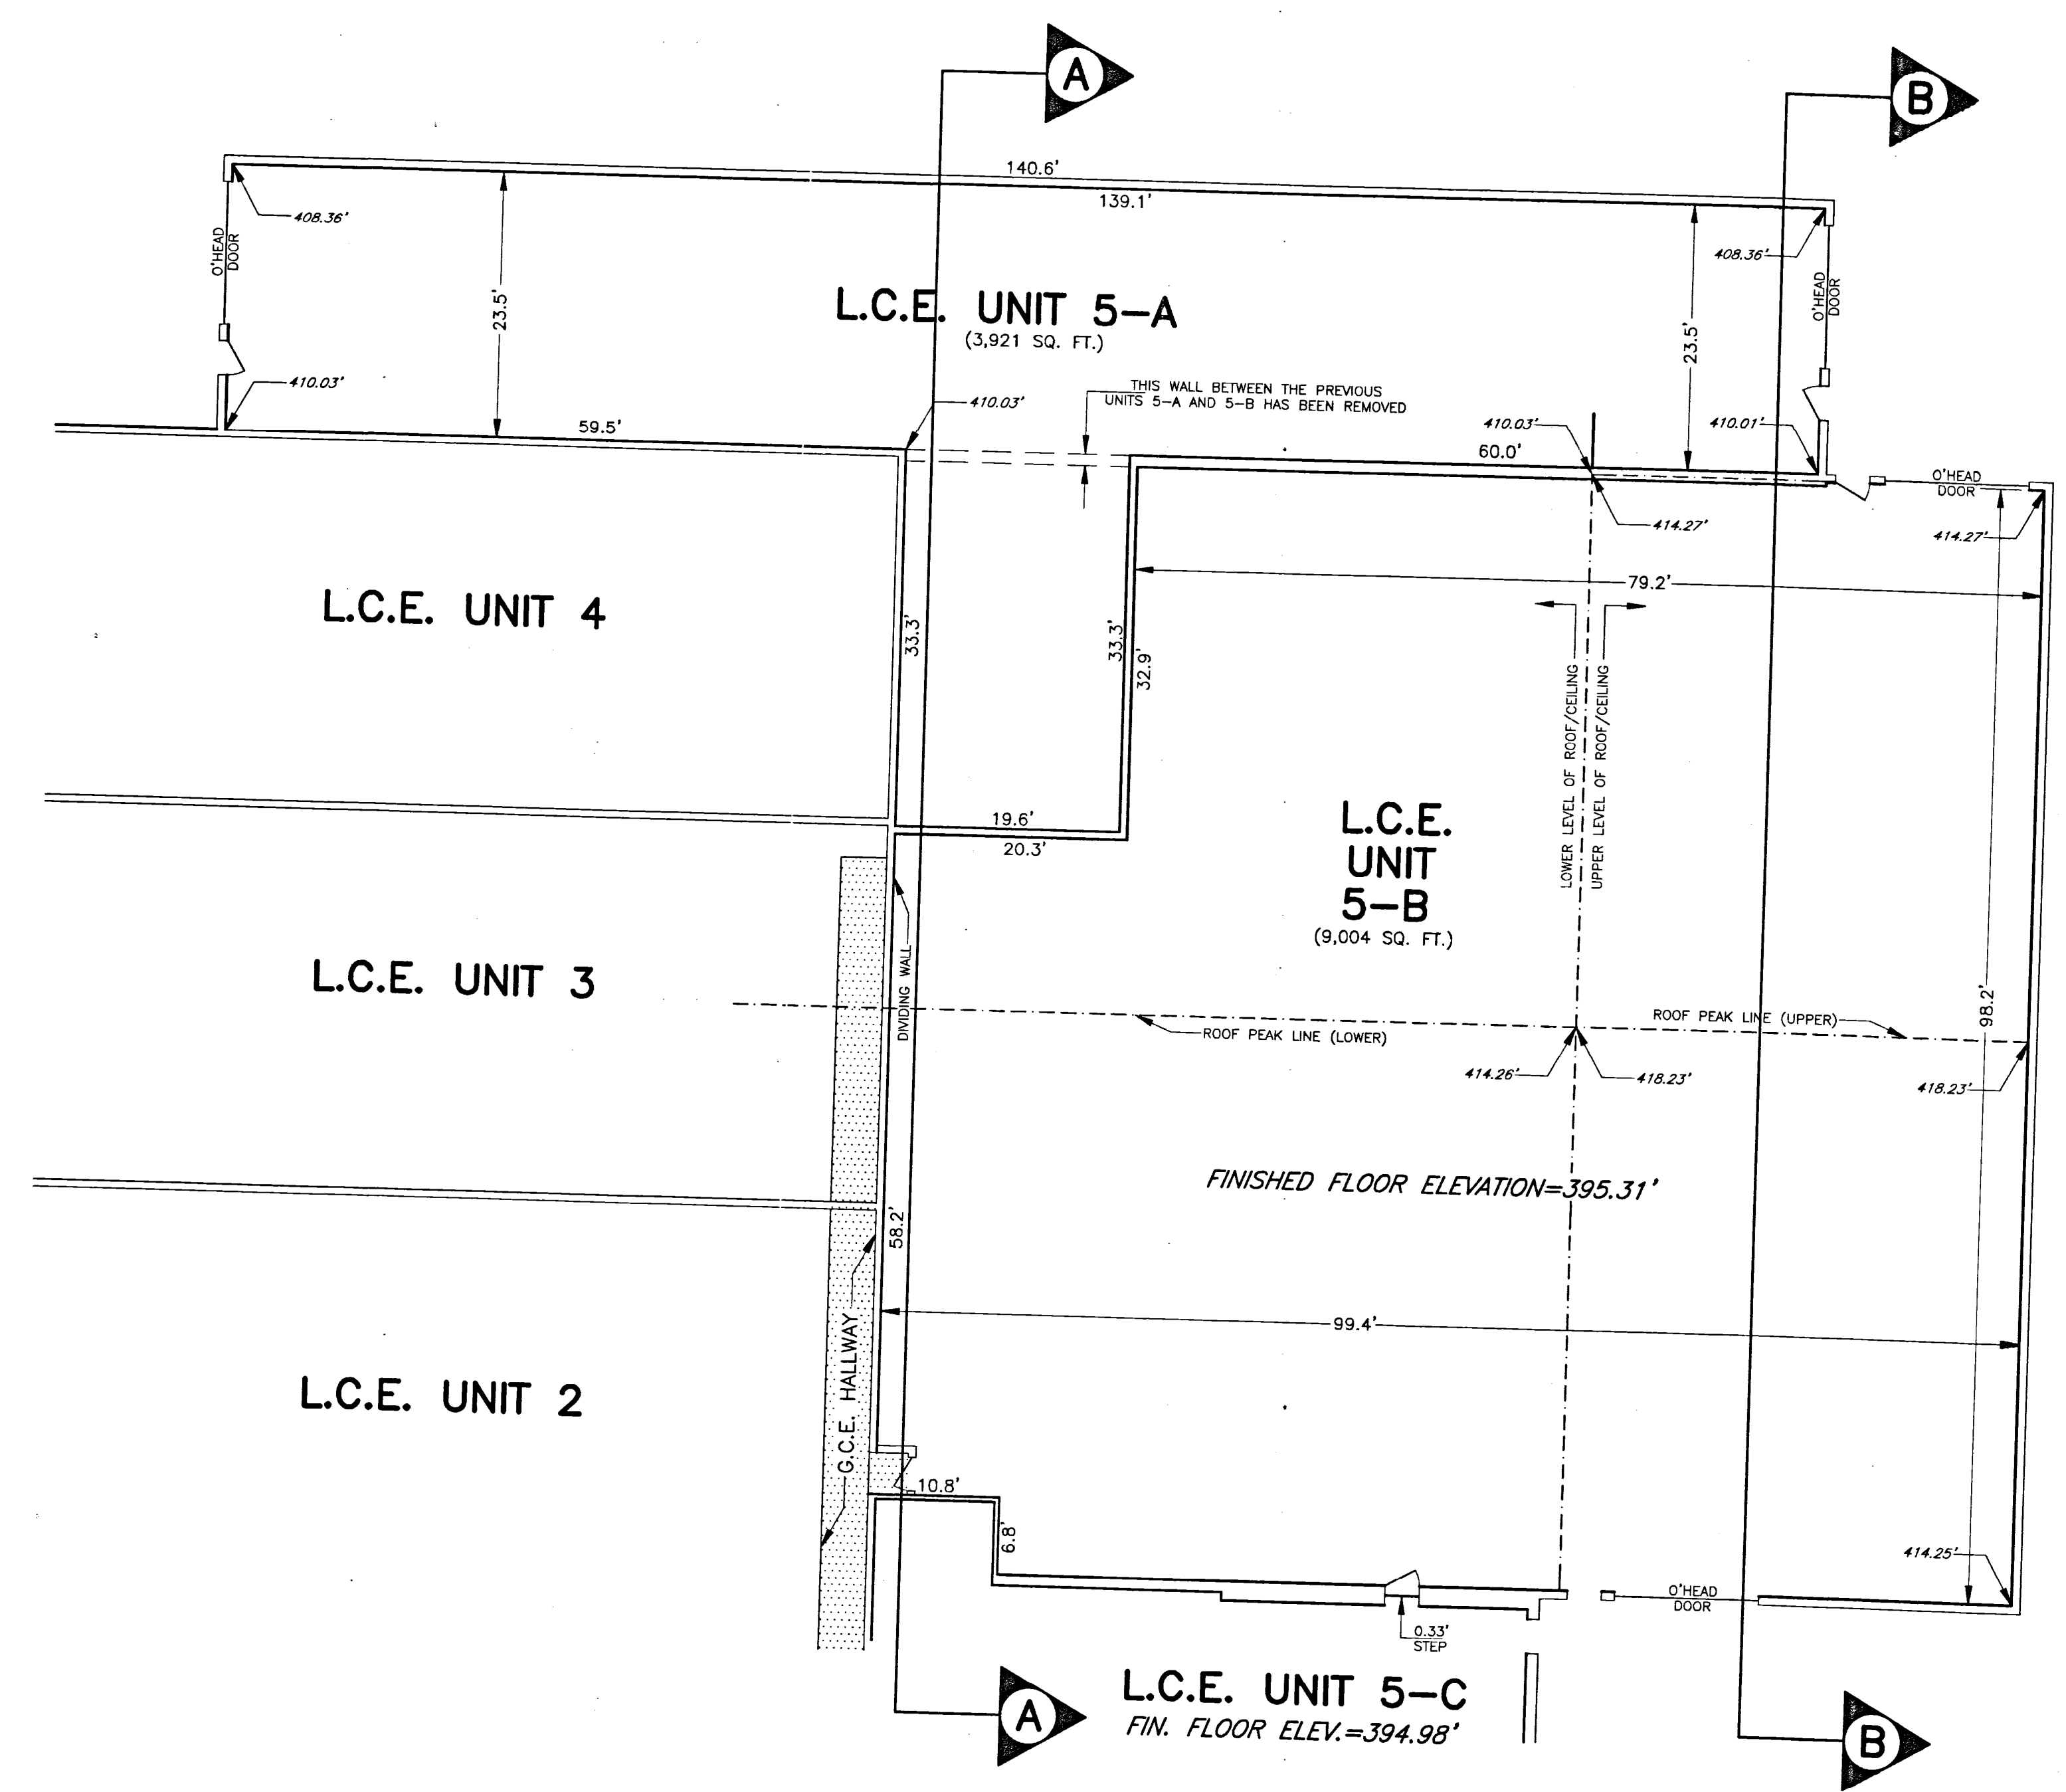 A
B
140.6'
139.1'
408.36'
O'HEAD
DOOR
23.5'
L.C.E. UNIT 5-A
(3,921 SQ. FT.)
408.36'
O'HEAD
DOOR
23.5'
410.03'
410.03'
THIS WALL BETWEEN THE PREVIOUS
UNITS 5-A AND 5-B HAS BEEN REMOVED
410.03'
410.01'
59.5'
60.0'
O'HEAD
DOOR
414.27'
414.27'
79.2'
L.C.E. UNIT 4
33.3'
33.3'
32.9'
LOWER LEVEL OF ROOF/CEILING
UPPER LEVEL OF ROOF/CEILING
19.6'
20.3'
L.C.E.
UNIT
5-B
(9,004 SQ. FT.)
L.C.E. UNIT 3
DIVIDING WALL
98.2'
ROOF PEAK LINE (LOWER)
ROOF PEAK LINE (UPPER)
414.26'
418.23'
418.23'
FINISHED FLOOR ELEVATION=395.31'
58.2'
99.4'
G.C.E. HALLWAY
L.C.E. UNIT 2
10.8'
6.8'
414.25'
O'HEAD
DOOR
0.33'
STEP
L.C.E. UNIT 5-C
FIN. FLOOR ELEV.=394.98'
A
B